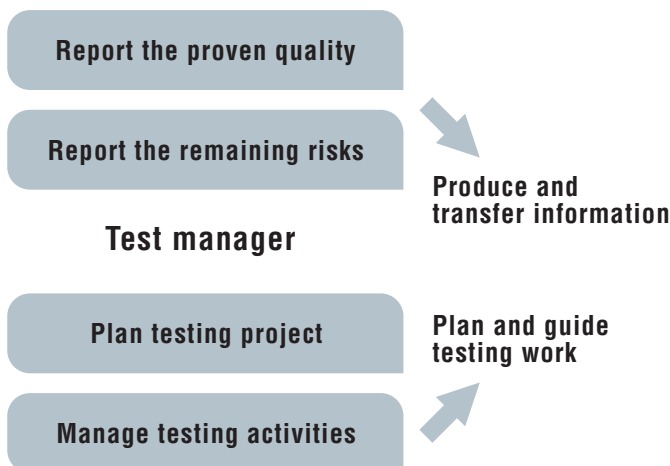 Report the proven quality
Report the remaining risks
Produce and
transfer information
Test manager
Plan testing project
Plan and guide
testing work
Manage testing activities